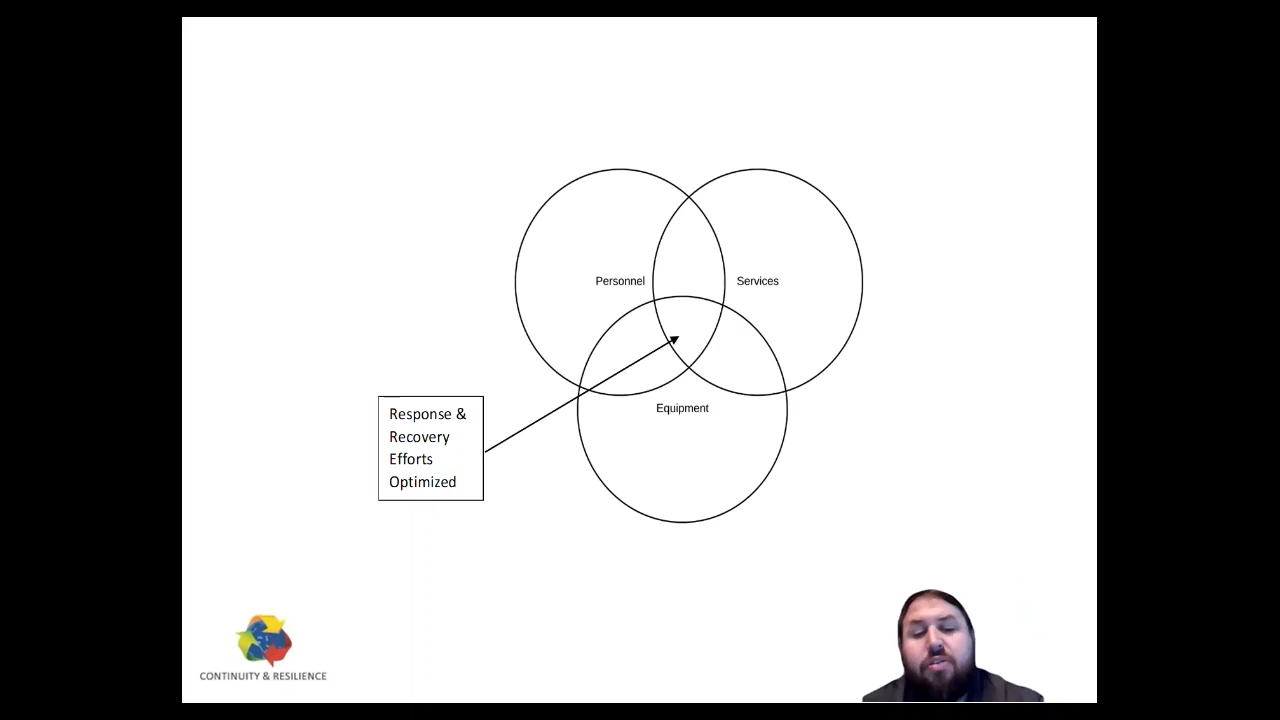 Personnel
Services
Equipment
Response &
Recovery
Efforts
Optimized
CONTINUITY & RESILIENCE